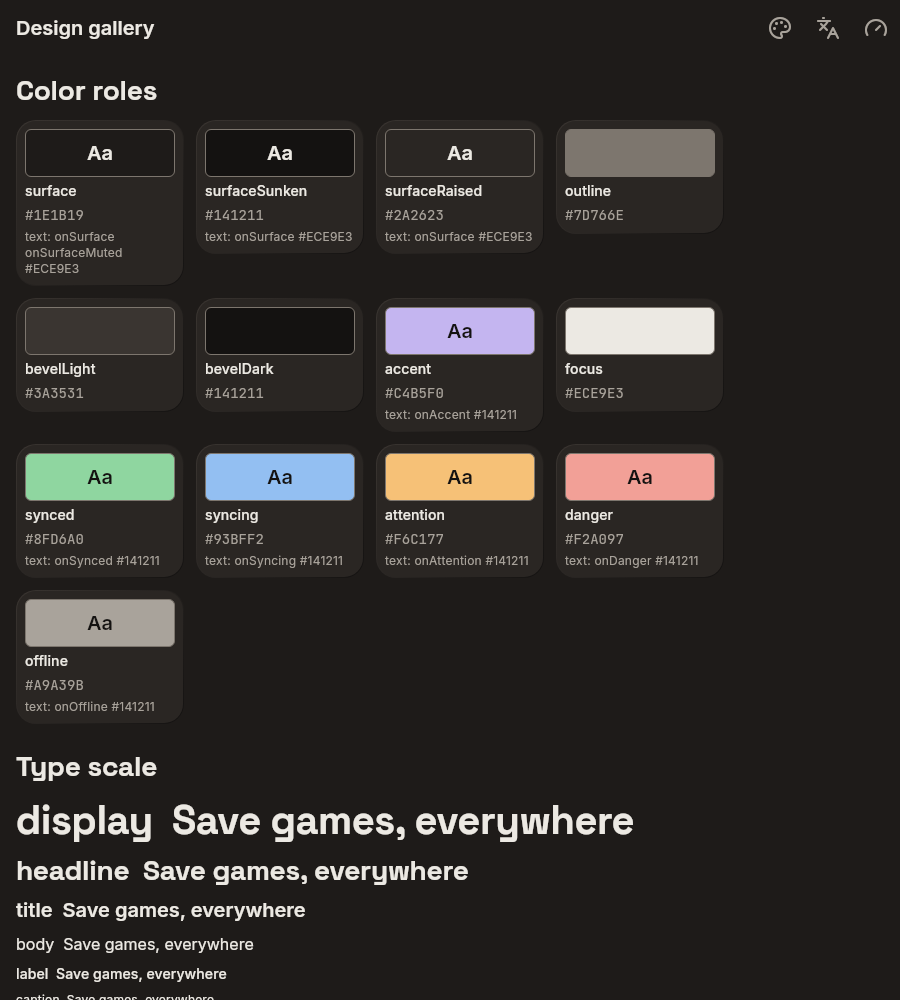 Design gallery
Color roles
Aa
surface
#1E1B19
text: onSurface
onSurfaceMuted
#ECE9E3
Aa
surfaceSunken
#141211
text: onSurface #ECE9E3
Aa
surfaceRaised
#2A2623
text: onSurface #ECE9E3
outline
#7D766E
bevelLight
#3A3531
bevelDark
#141211
Aa
accent
#C4B5F0
text: onAccent #141211
focus
#ECE9E3
Aa
synced
#8FD6A0
text: onSynced #141211
Aa
syncing
#93BFF2
text: onSyncing #141211
Aa
attention
#F6C177
text: onAttention #141211
Aa
danger
#F2A097
text: onDanger #141211
Aa
offline
#A9A39B
text: onOffline #141211
Type scale
display Save games, everywhere
headline Save games, everywhere
title Save games, everywhere
body Save games, everywhere
label Save games, everywhere
caption Save games, everywhere